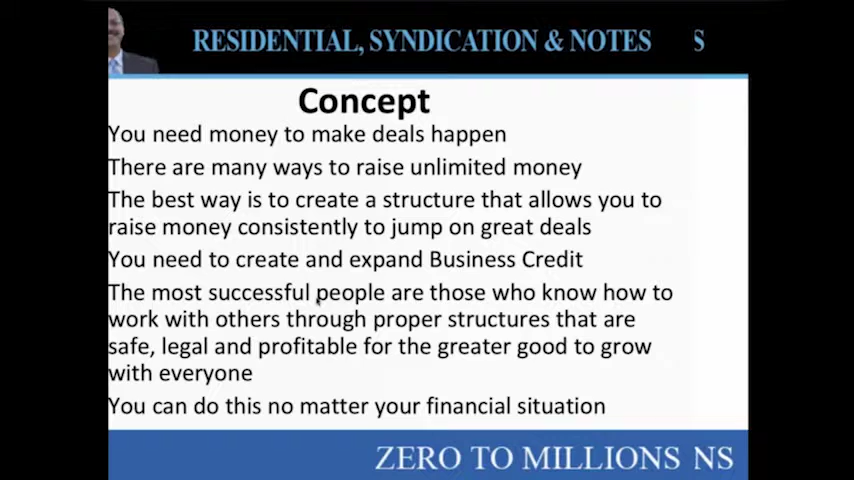 RESIDENTIAL, SYNDICATION & NOTES S
Concept
You need money to make deals happen
There are many ways to raise unlimited money
The best way is to create a structure that allows you to
raise money consistently to jump on great deals
You need to create and expand Business Credit
The most successful people are those who know how to
work with others through proper structures that are
safe, legal and profitable for the greater good to grow
with everyone
You can do this no matter your financial situation
ZERO TO MILLIONS NS